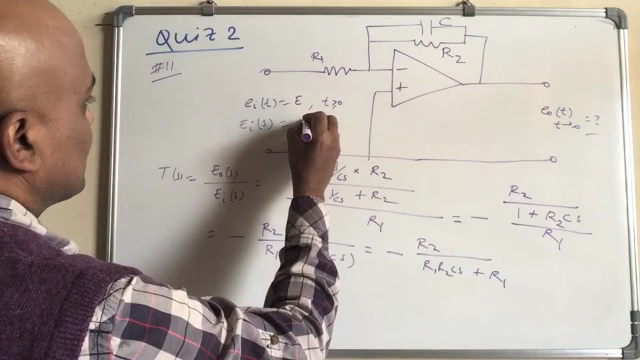 QUIZ 2
#11
C
R1
R2
−
+
ei(t) = E , t≥0
Ei(s) =
eo(t)
t→∞ = ?
T(s) = Eo(s) / Ei(s) = (1/cs × R2) / (1/cs + R2) / R1 = − R2 / (1 + R2CS) / R1
= − R2 / R1 s) = − R2 / (R1R2CS + R1)